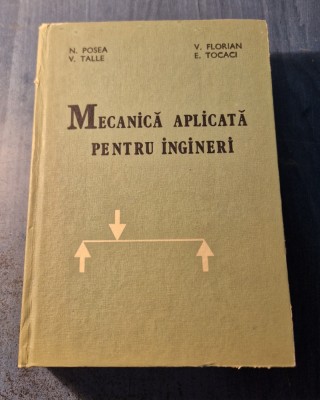 N. POSEA V. FLORIAN
V. TALLE E. TOCACI
MECANICĂ APLICATĂ
PENTRU INGINERI